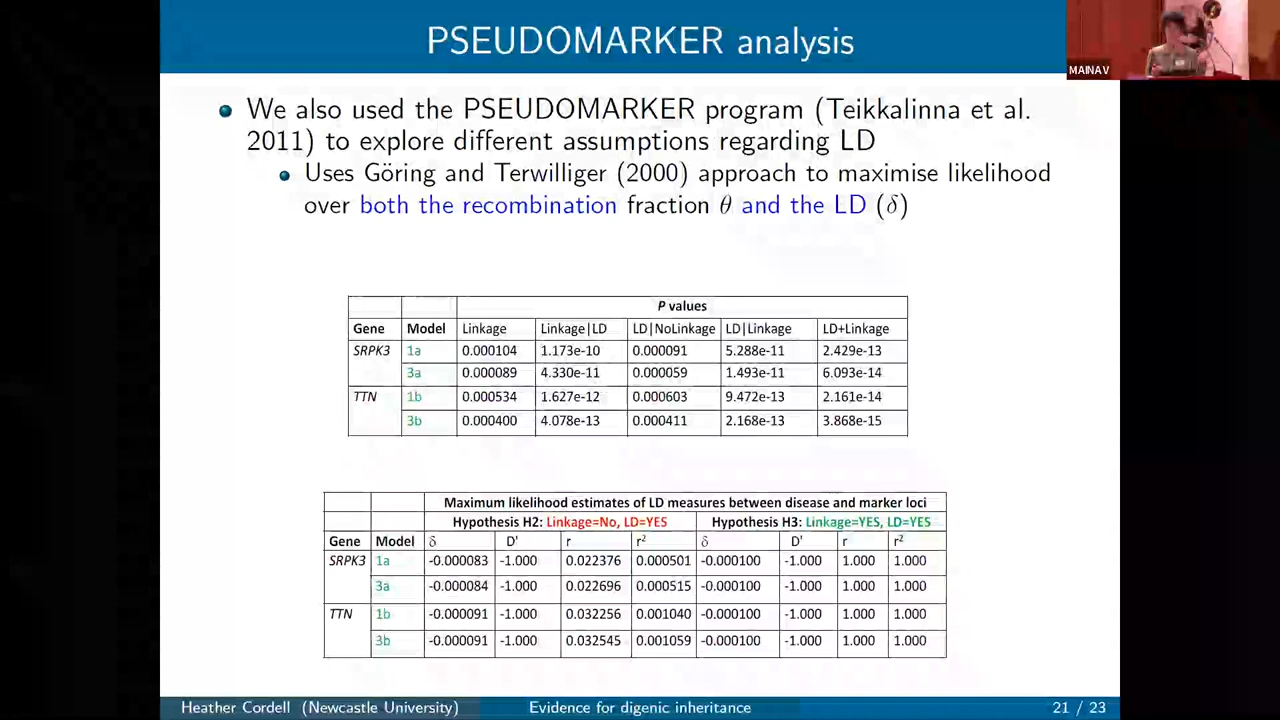 PSEUDOMARKER analysis
MAINAV
We also used the PSEUDOMARKER program (Teikkalinna et al.
2011) to explore different assumptions regarding LD
Uses Göring and Terwilliger (2000) approach to maximise likelihood
over both the recombination fraction θ and the LD (δ)
P values
Gene Model Linkage Linkage|LD LD|NoLinkage LD|Linkage LD+Linkage
SRPK3 1a 0.000104 1.173e-10 0.000091 5.288e-11 2.429e-13
3a 0.000089 4.330e-11 0.000059 1.493e-11 6.093e-14
TTN 1b 0.000534 1.627e-12 0.000603 9.472e-13 2.161e-14
3b 0.000400 4.078e-13 0.000411 2.168e-13 3.868e-15
Maximum likelihood estimates of LD measures between disease and marker loci
Hypothesis H2: Linkage=No, LD=YES Hypothesis H3: Linkage=YES, LD=YES
Gene Model δ D' r r² δ D' r r²
SRPK3 1a -0.000083 -1.000 0.022376 0.000501 -0.000100 -1.000 1.000 1.000
3a -0.000084 -1.000 0.022696 0.000515 -0.000100 -1.000 1.000 1.000
TTN 1b -0.000091 -1.000 0.032256 0.001040 -0.000100 -1.000 1.000 1.000
3b -0.000091 -1.000 0.032545 0.001059 -0.000100 -1.000 1.000 1.000
Heather Cordell (Newcastle University) Evidence for digenic inheritance 21 / 23